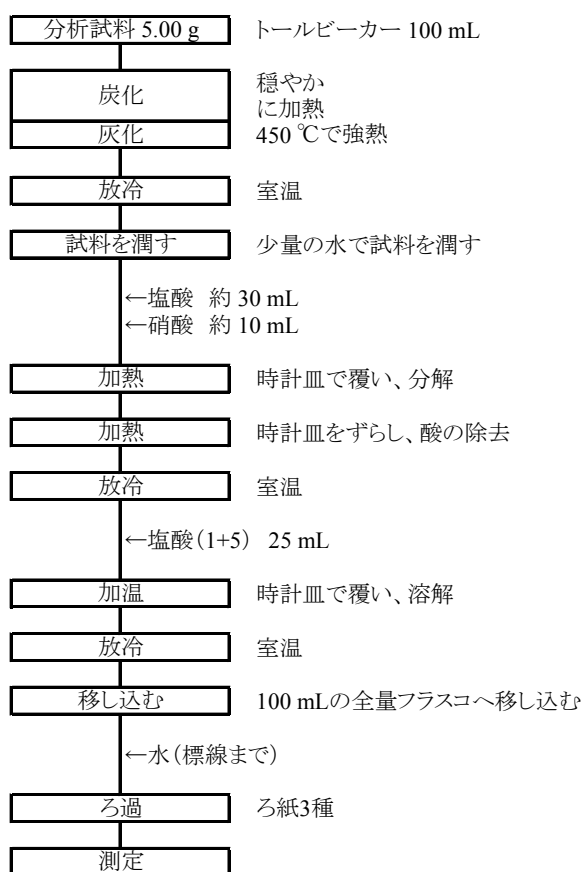 分析試料 5.00 g トールビーカー 100 mL
炭化 穏やか
に加熱
灰化 450 ℃で強熱
放冷 室温
試料を潤す 少量の水で試料を潤す
←塩酸 約 30 mL
←硝酸 約 10 mL
加熱 時計皿で覆い、分解
加熱 時計皿をずらし、酸の除去
放冷 室温
←塩酸(1+5) 25 mL
加温 時計皿で覆い、溶解
放冷 室温
移し込む 100 mLの全量フラスコへ移し込む
←水(標線まで)
ろ過 ろ紙3種
測定